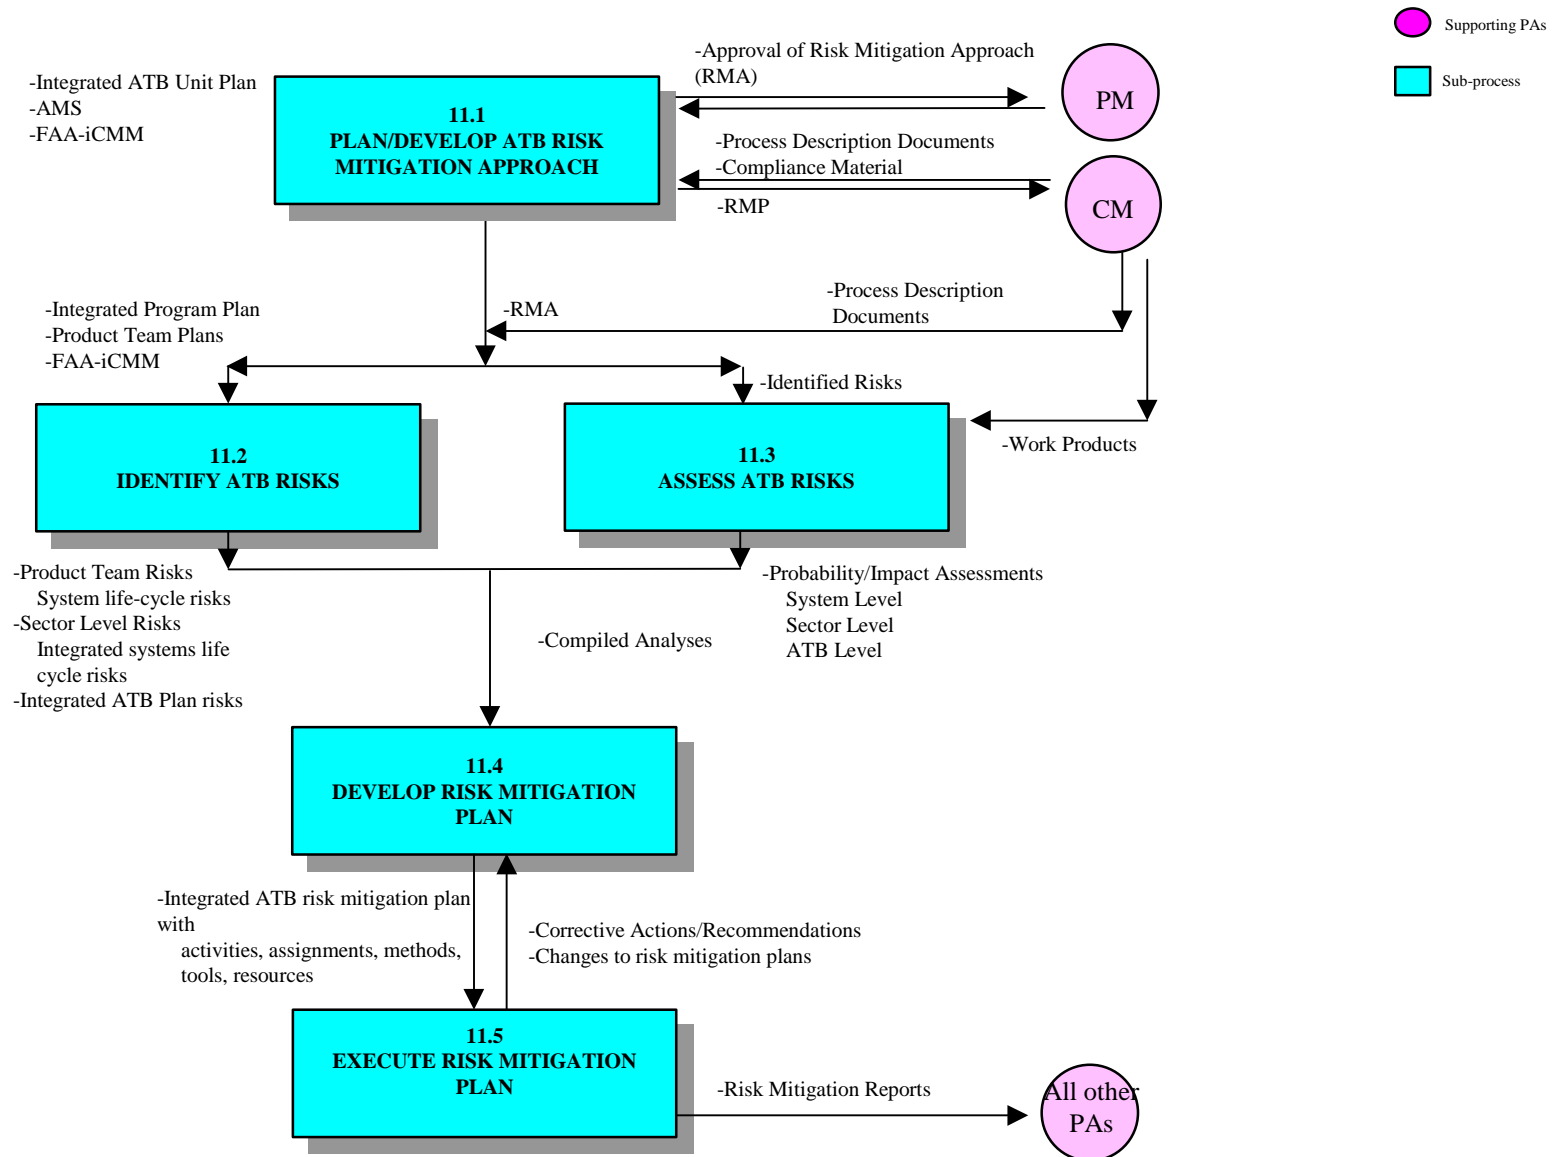 Supporting PAs
Sub-process
-Integrated ATB Unit Plan
-AMS
-FAA-iCMM
11.1
PLAN/DEVELOP ATB RISK
MITIGATION APPROACH
-Approval of Risk Mitigation Approach
(RMA)
PM
-Process Description Documents
-Compliance Material
-RMP
CM
-Integrated Program Plan
-Product Team Plans
-FAA-iCMM
-RMA
-Process Description
Documents
-Identified Risks
-Work Products
11.2
IDENTIFY ATB RISKS
11.3
ASSESS ATB RISKS
-Product Team Risks
System life-cycle risks
-Sector Level Risks
Integrated systems life
cycle risks
-Integrated ATB Plan risks
-Compiled Analyses
-Probability/Impact Assessments
System Level
Sector Level
ATB Level
11.4
DEVELOP RISK MITIGATION
PLAN
-Integrated ATB risk mitigation plan
with
activities, assignments, methods,
tools, resources
-Corrective Actions/Recommendations
-Changes to risk mitigation plans
11.5
EXECUTE RISK MITIGATION
PLAN
-Risk Mitigation Reports
All other
PAs